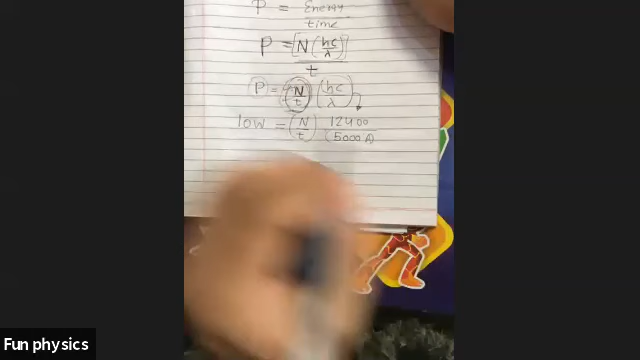 P = Energy / time
P = [N (hc/λ)] / t
P = (N/t) (hc/λ)
10W = (N/t) 12400 / (5000 A)
Fun physics